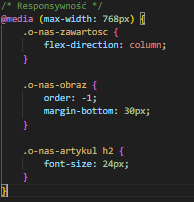 /* Responsywność */
@media (max-width: 768px) {
.o-nas-zawartosc {
flex-direction: column;
}
.o-nas-obraz {
order: -1;
margin-bottom: 30px;
}
.o-nas-artykul h2 {
font-size: 24px;
}
}